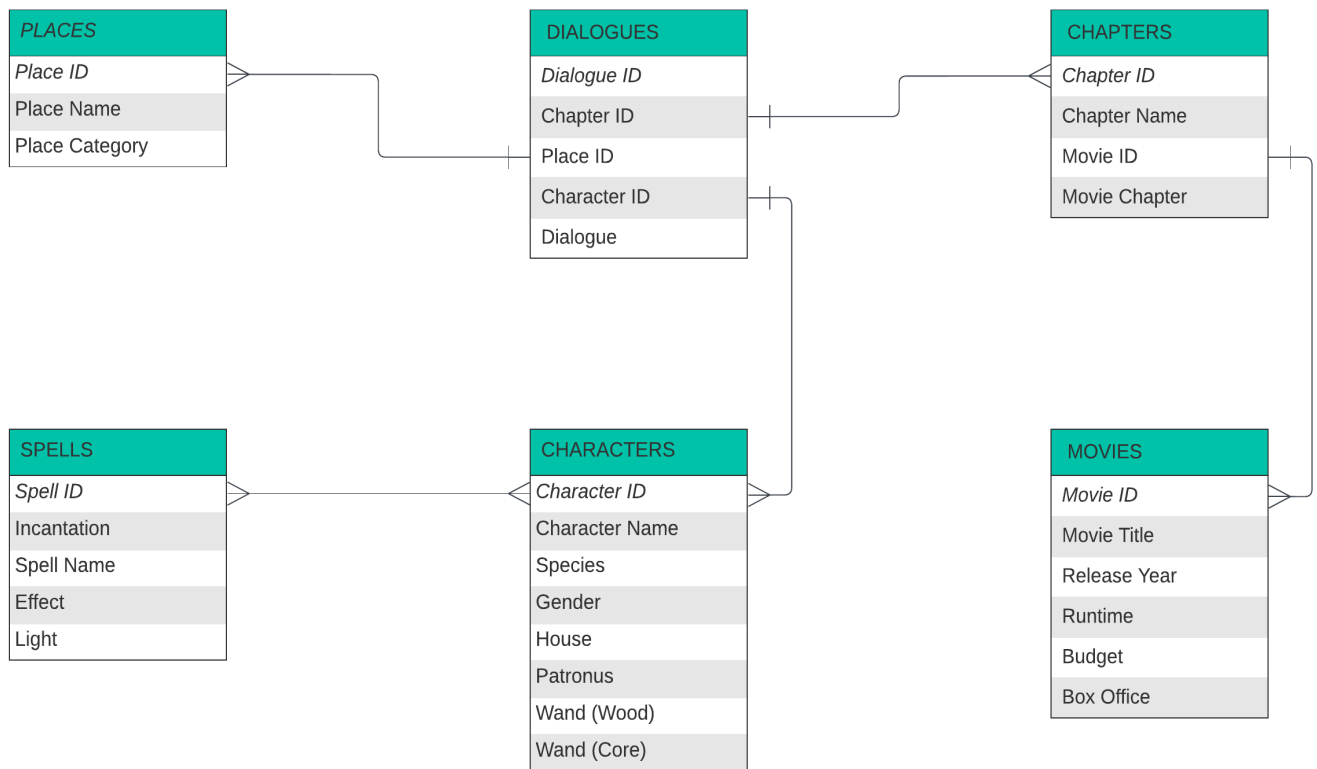 PLACES
Place ID
Place Name
Place Category
DIALOGUES
Dialogue ID
Chapter ID
Place ID
Character ID
Dialogue
CHAPTERS
Chapter ID
Chapter Name
Movie ID
Movie Chapter
SPELLS
Spell ID
Incantation
Spell Name
Effect
Light
CHARACTERS
Character ID
Character Name
Species
Gender
House
Patronus
Wand (Wood)
Wand (Core)
MOVIES
Movie ID
Movie Title
Release Year
Runtime
Budget
Box Office